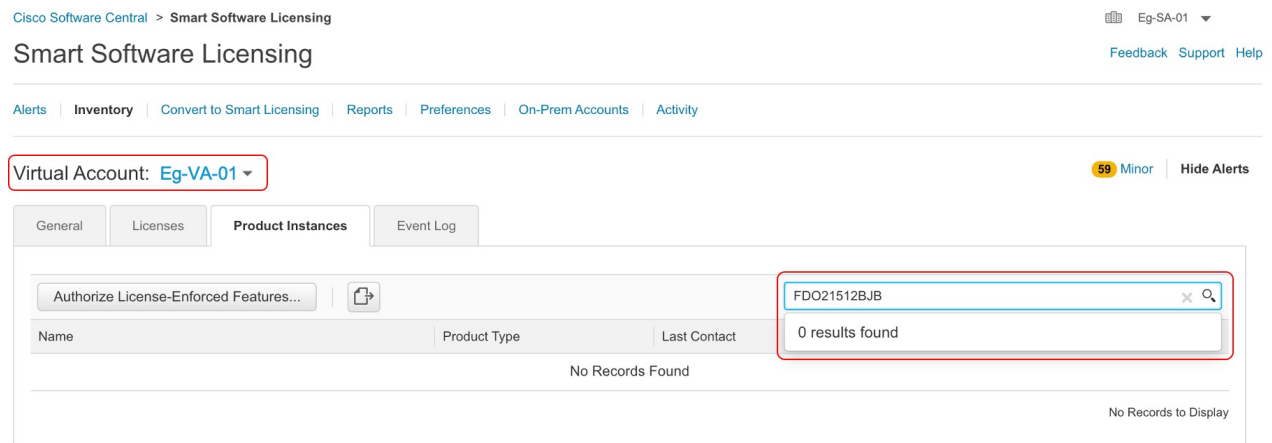 Cisco Software Central > Smart Software Licensing Eg-SA-01
Smart Software Licensing
Feedback Support Help
Alerts Inventory Convert to Smart Licensing Reports Preferences On-Prem Accounts Activity
Virtual Account: Eg-VA-01 59 Minor Hide Alerts
General Licenses Product Instances Event Log
Authorize License-Enforced Features... FDO21512BJB
0 results found
Name Product Type Last Contact
No Records Found
No Records to Display